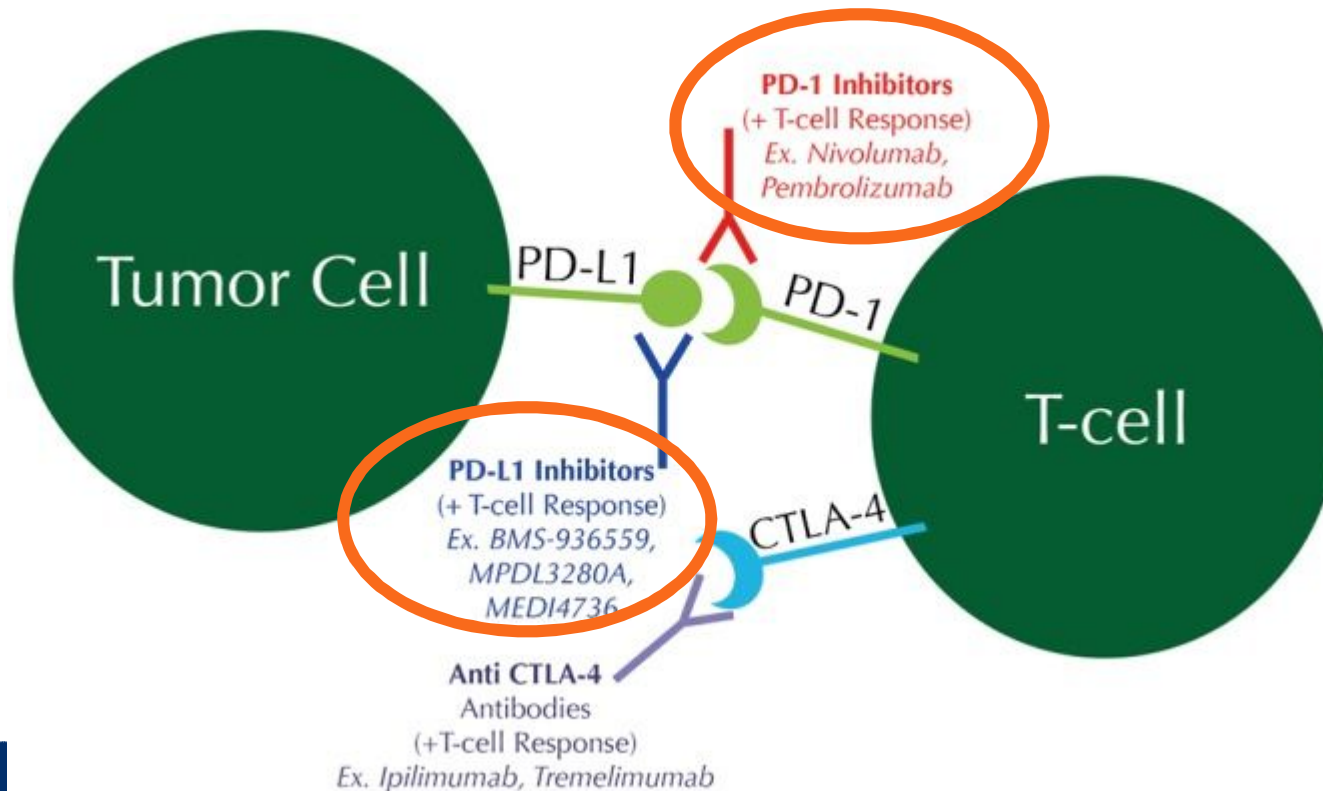 PD-1 Inhibitors
(+ T-cell Response)
Ex. Nivolumab,
Pembrolizumab
Tumor Cell
PD-L1
PD-1
T-cell
PD-L1 Inhibitors
(+ T-cell Response)
Ex. BMS-936559,
MPDL3280A,
MEDI4736
CTLA-4
Anti CTLA-4
Antibodies
(+T-cell Response)
Ex. Ipilimumab, Tremelimumab